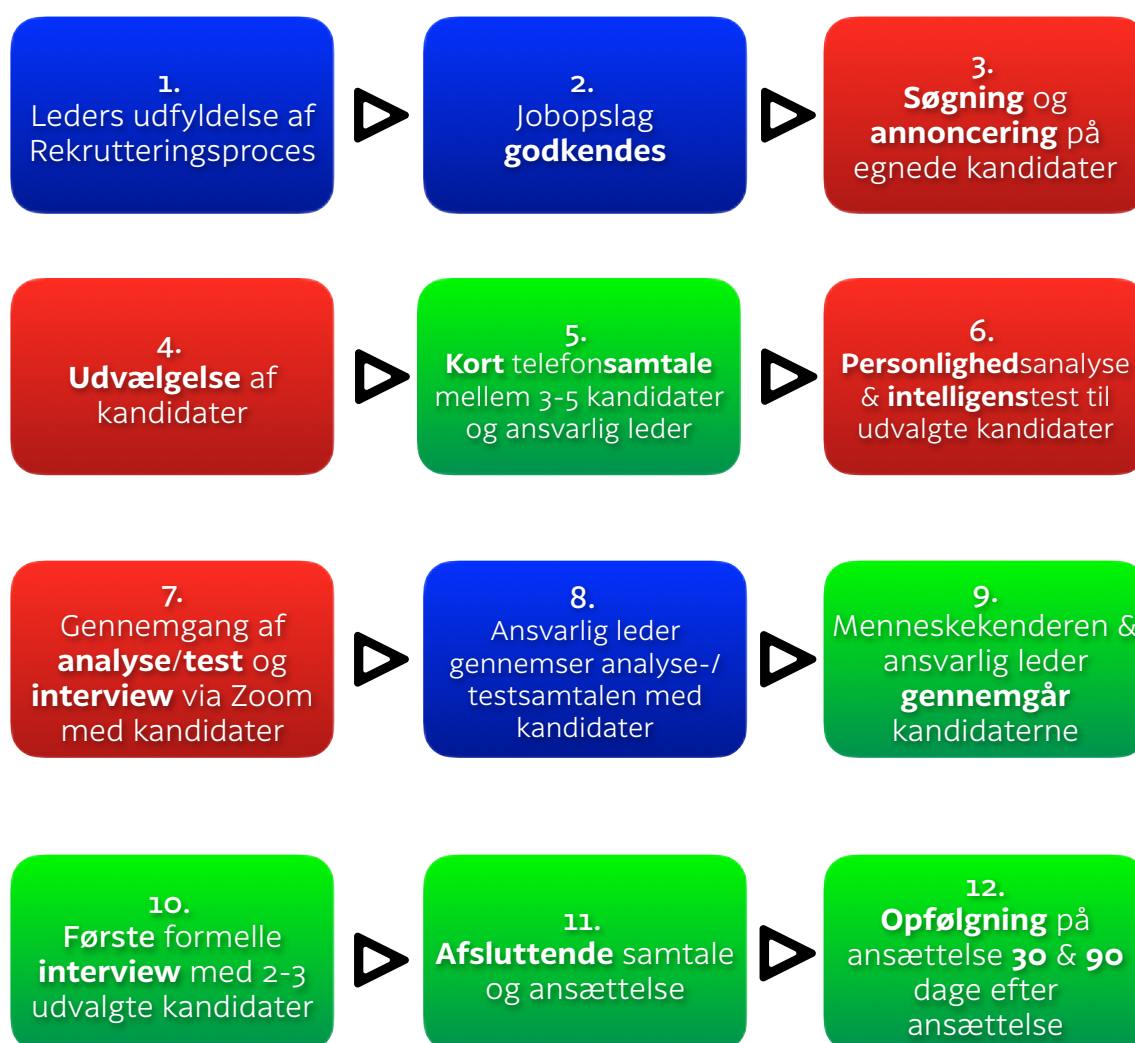 1.
Leders udfyldelse af
Rekrutteringsproces
2.
Jobopslag
godkendes
3.
Søgning og
annoncering på
egnede kandidater
4.
Udvælgelse af
kandidater
5.
Kort telefonsamtale
mellem 3-5 kandidater
og ansvarlig leder
6.
Personlighedsanalyse
& intelligenstest til
udvalgte kandidater
7.
Gennemgang af
analyse/test og
interview via Zoom
med kandidater
8.
Ansvarlig leder
gennemser analyse-/
testsamtalen med
kandidater
9.
Menneskekenderen &
ansvarlig leder
gennemgår
kandidaterne
10.
Første formelle
interview med 2-3
udvalgte kandidater
11.
Afsluttende samtale
og ansættelse
12.
Opfølgning på
ansættelse 30 & 90
dage efter
ansættelse